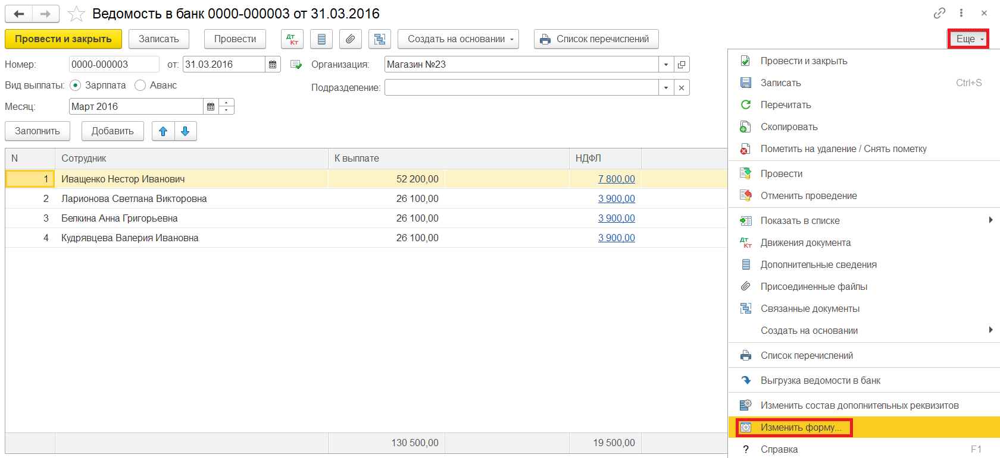 Ведомость в банк 0000-000003 от 31.03.2016
Провести и закрыть Записать Провести Дт Кт Создать на основании Список перечислений Еще
Номер: 0000-000003 от: 31.03.2016 Организация: Магазин №23
Вид выплаты: Зарплата Аванс Подразделение:
Месяц: Март 2016
Заполнить Добавить
N Сотрудник К выплате НДФЛ
1 Иващенко Нестор Иванович 52 200,00 7 800,00
2 Ларионова Светлана Викторовна 26 100,00 3 900,00
3 Белкина Анна Григорьевна 26 100,00 3 900,00
4 Кудрявцева Валерия Ивановна 26 100,00 3 900,00
130 500,00 19 500,00
Провести и закрыть
Записать Ctrl+S
Перечитать
Скопировать
Пометить на удаление / Снять пометку
Провести
Отменить проведение
Показать в списке
Дт Кт Движения документа
Дополнительные сведения
Присоединенные файлы
Связанные документы
Создать на основании
Список перечислений
Выгрузка ведомости в банк
Изменить состав дополнительных реквизитов
Изменить форму...
? Справка F1